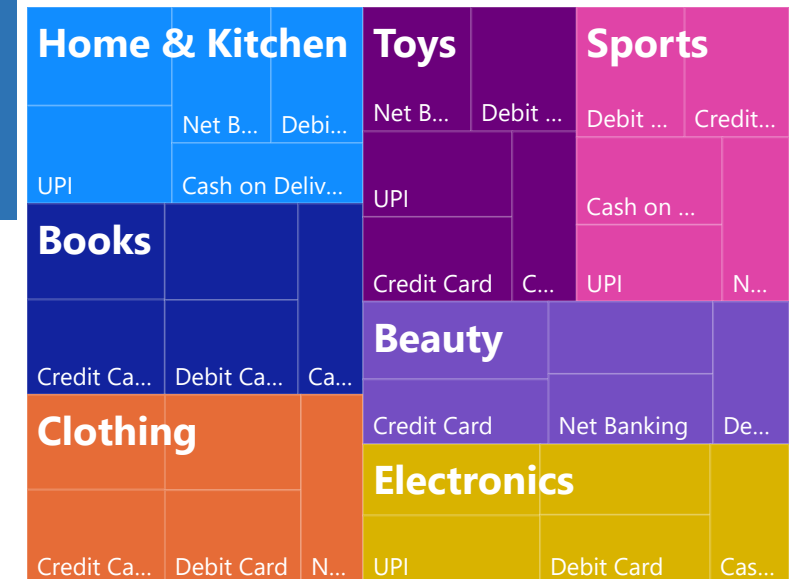 Home & Kitchen
Net B...
Debi...
UPI
Cash on Deliv...
Books
Credit Ca...
Debit Ca...
Ca...
Clothing
Credit Ca...
Debit Card
N...
Toys
Net B...
Debit ...
UPI
Credit Card
C...
Sports
Debit ...
Credit...
Cash on ...
UPI
N...
Beauty
Credit Card
Net Banking
De...
Electronics
UPI
Debit Card
Cas...